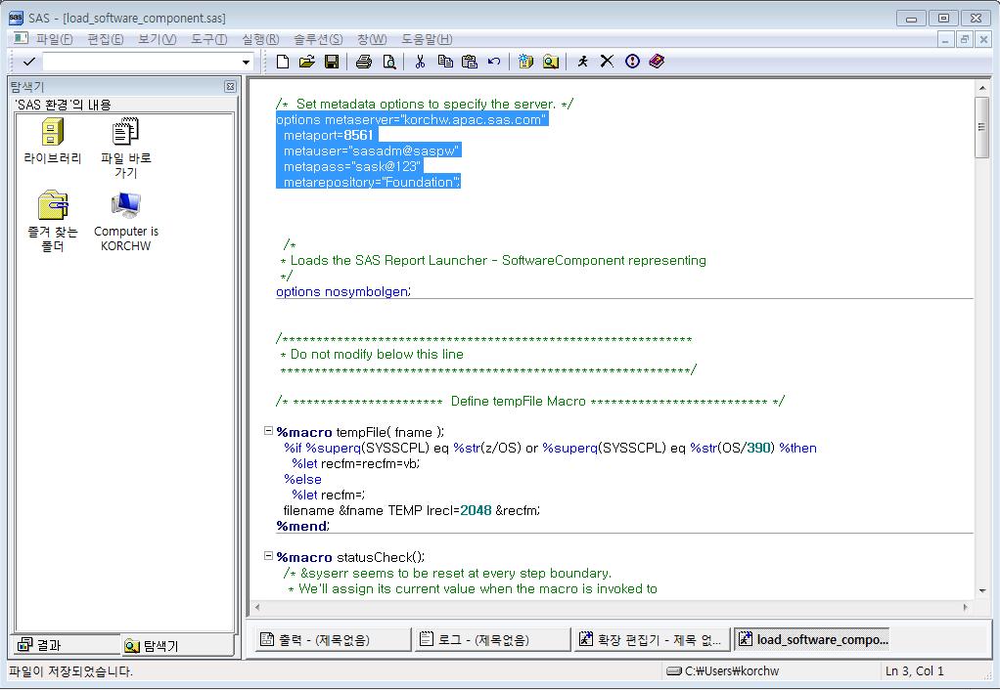 SAS - [load_software_component.sas]
파일(F) 편집(E) 보기(V) 도구(T) 실행(R) 솔루션(S) 창(W) 도움말(H)
탐색기
'SAS 환경'의 내용
라이브러리
파일 바로
가기
즐겨 찾는
폴더
Computer is
KORCHW
/* Set metadata options to specify the server. */
options metaserver="korchw.apac.sas.com"
metaport=8561
metauser="sasadm@saspw"
metapass="sask@123"
metarepository="Foundation";
/*
* Loads the SAS Report Launcher - SoftwareComponent representing
*/
options nosymbolgen;
/************************************************************
* Do not modify below this line
************************************************************/
/* ********************** Define tempFile Macro ************************** */
%macro tempFile( fname );
%if %superq(SYSSCPL) eq %str(z/OS) or %superq(SYSSCPL) eq %str(OS/390) %then
%let recfm=recfm=vb;
%else
%let recfm=;
filename &fname TEMP lrecl=2048 &recfm;
%mend;
%macro statusCheck();
/* &syserr seems to be reset at every step boundary.
* We'll assign its current value when the macro is invoked to
결과 탐색기
출력 - (제목없음) 로그 - (제목없음) 확장 편집기 - 제목 없... load_software_compo...
파일이 저장되었습니다. C:₩Users₩korchw Ln 3, Col 1